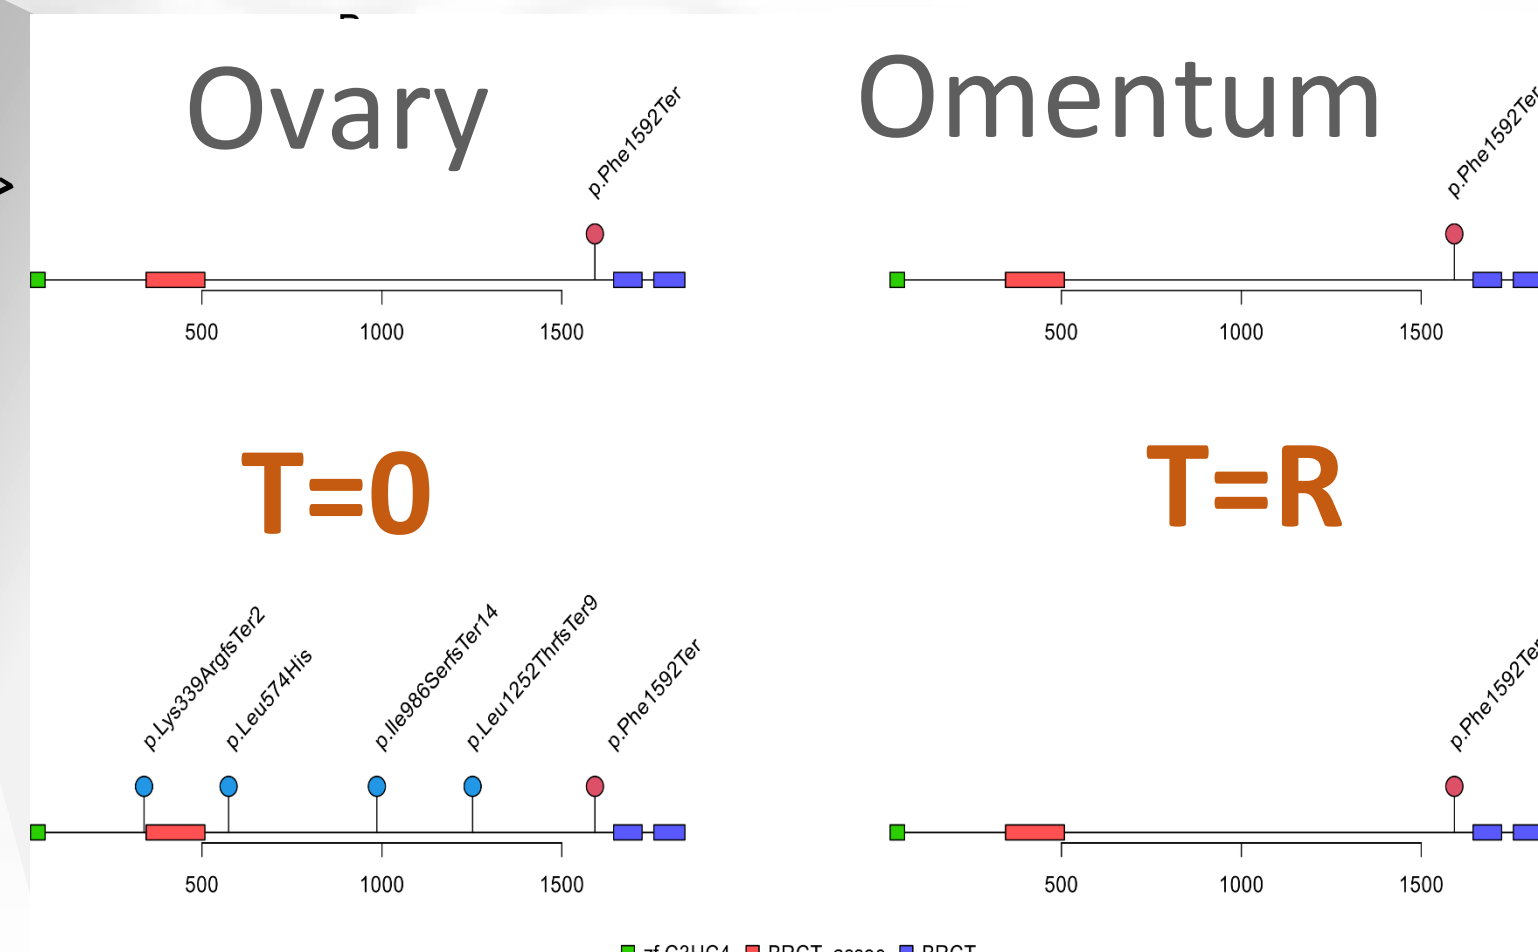 Ovary
Omentum
p.Phe1592Ter
p.Phe1592Ter
500 1000 1500
500 1000 1500
T=0
T=R
p.Lys339ArgfsTer2
p.Leu574His
p.Ile986SerfsTer14
p.Leu1252ThrfsTer9
p.Phe1592Ter
p.Phe1592Ter
500 1000 1500
500 1000 1500